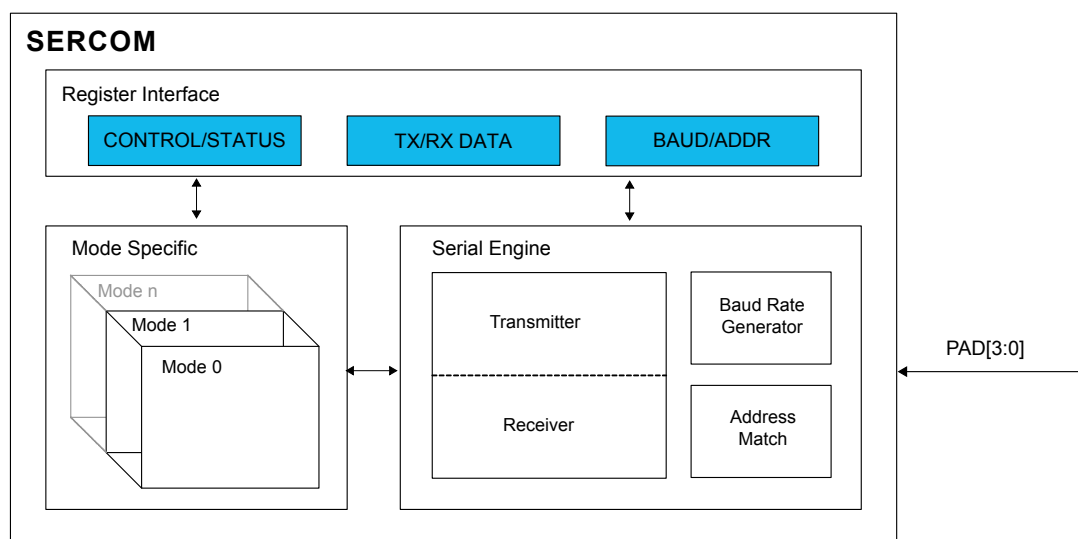 SERCOM
Register Interface
CONTROL/STATUS
TX/RX DATA
BAUD/ADDR
Mode Specific
Mode n
Mode 1
Mode 0
Serial Engine
Transmitter
Receiver
Baud Rate
Generator
Address
Match
PAD[3:0]